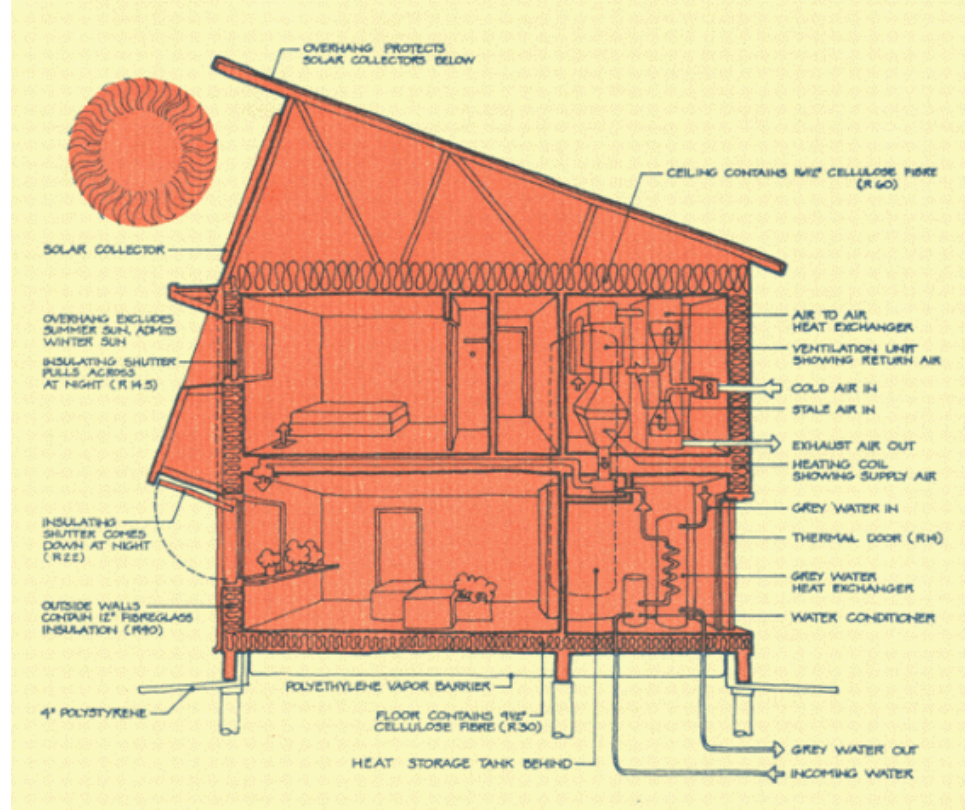 OVERHANG PROTECTS
SOLAR COLLECTORS BELOW
CEILING CONTAINS 16½" CELLULOSE FIBRE
(R 60)
SOLAR COLLECTOR
OVERHANG EXCLUDES
SUMMER SUN, ADMITS
WINTER SUN
INSULATING SHUTTER
PULLS ACROSS
AT NIGHT (R 14.5)
INSULATING
SHUTTER COMES
DOWN AT NIGHT
(R22)
OUTSIDE WALLS
CONTAIN 12" FIBREGLASS
INSULATION (R40)
4" POLYSTYRENE
AIR TO AIR
HEAT EXCHANGER
VENTILATION UNIT
SHOWING RETURN AIR
COLD AIR IN
STALE AIR IN
EXHAUST AIR OUT
HEATING COIL
SHOWING SUPPLY AIR
GREY WATER IN
THERMAL DOOR (R14)
GREY WATER
HEAT EXCHANGER
WATER CONDITIONER
POLYETHYLENE VAPOR BARRIER
FLOOR CONTAINS 9½"
CELLULOSE FIBRE (R30)
HEAT STORAGE TANK BEHIND
GREY WATER OUT
INCOMING WATER